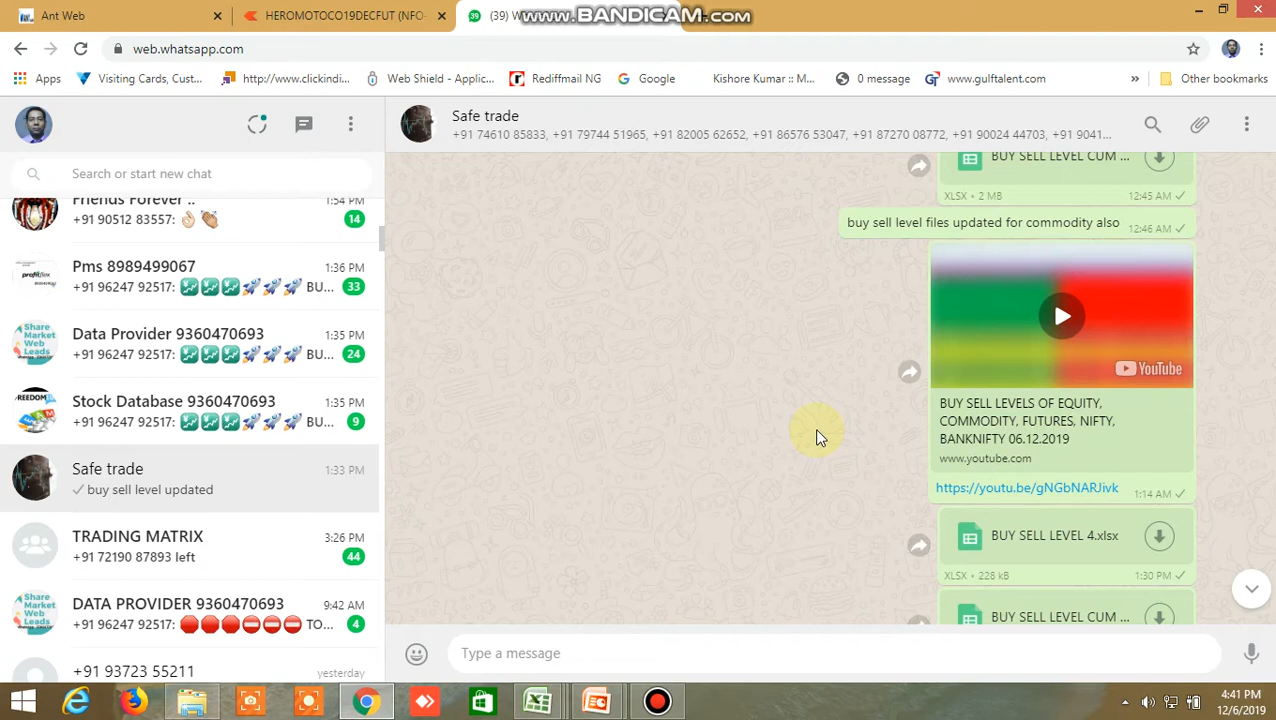 Ant Web
HEROMOTOCO19DECFUT (NFO-
(39) W
www.BANDICAM.com
web.whatsapp.com
Apps
Visiting Cards, Cust...
http://www.clickindi...
Web Shield - Applic...
Rediffmail NG
Google
Kishore Kumar :: M...
0 message
www.gulftalent.com
»
Other bookmarks
Search or start new chat
Friends Forever ..
1:54 PM
+91 90512 83557: 👌🏼 👏🏽
14
Pms 8989499067
1:36 PM
+91 96247 92517: 💹💹💹🚀🚀🚀 BU...
33
Data Provider 9360470693
1:35 PM
+91 96247 92517: 💹💹💹🚀🚀🚀 BU...
24
Stock Database 9360470693
1:35 PM
+91 96247 92517: 💹💹💹🚀🚀🚀 BU...
9
Safe trade
1:33 PM
buy sell level updated
TRADING MATRIX
3:26 PM
+91 72190 87893 left
44
DATA PROVIDER 9360470693
9:42 AM
+91 96247 92517: 🛑🛑🛑⛔⛔⛔ TO...
4
+91 93723 55211
yesterday
Safe trade
+91 74610 85833, +91 79744 51965, +91 82005 62652, +91 86576 53047, +91 87270 08772, +91 90024 44703, +91 9041...
BUY SELL LEVEL CUM ...
XLSX • 2 MB
12:45 AM
buy sell level files updated for commodity also
12:46 AM
YouTube
BUY SELL LEVELS OF EQUITY,
COMMODITY, FUTURES, NIFTY,
BANKNIFTY 06.12.2019
www.youtube.com
https://youtu.be/gNGbNARJivk
1:14 AM
BUY SELL LEVEL 4.xlsx
XLSX • 228 kB
1:30 PM
BUY SELL LEVEL CUM ...
Type a message
4:41 PM
12/6/2019